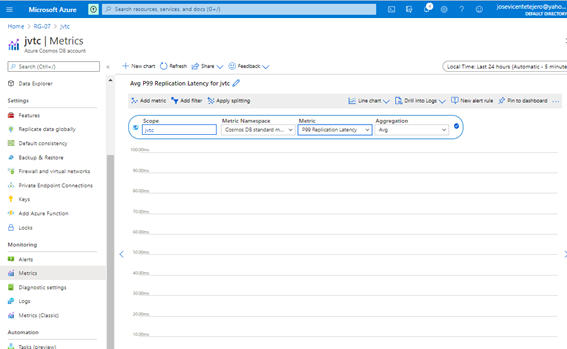 Microsoft Azure
Search resources, services, and docs (G+/)
josevicentetejero@yaho...
DEFAULT DIRECTORY
Home > RG-07 > jvtc
jvtc | Metrics
Azure Cosmos DB account
Search (Ctrl+/)
New chart Refresh Share Feedback
Local Time: Last 24 hours (Automatic - 5 minute
Data Explorer
Avg P99 Replication Latency for jvtc
Settings
Add metric Add filter Apply splitting
Line chart Drill into Logs New alert rule Pin to dashboard ...
Features
Replicate data globally
Default consistency
Backup & Restore
Firewall and virtual networks
Private Endpoint Connections
Keys
Add Azure Function
Locks
Scope
jvtc
Metric Namespace
Cosmos DB standard m...
Metric
P99 Replication Latency
Aggregation
Avg
Monitoring
Alerts
Metrics
Diagnostic settings
Logs
Metrics (Classic)
Automation
Tasks (preview)
100.00ms
90.00ms
80.00ms
70.00ms
60.00ms
50.00ms
40.00ms
30.00ms
20.00ms
10.00ms